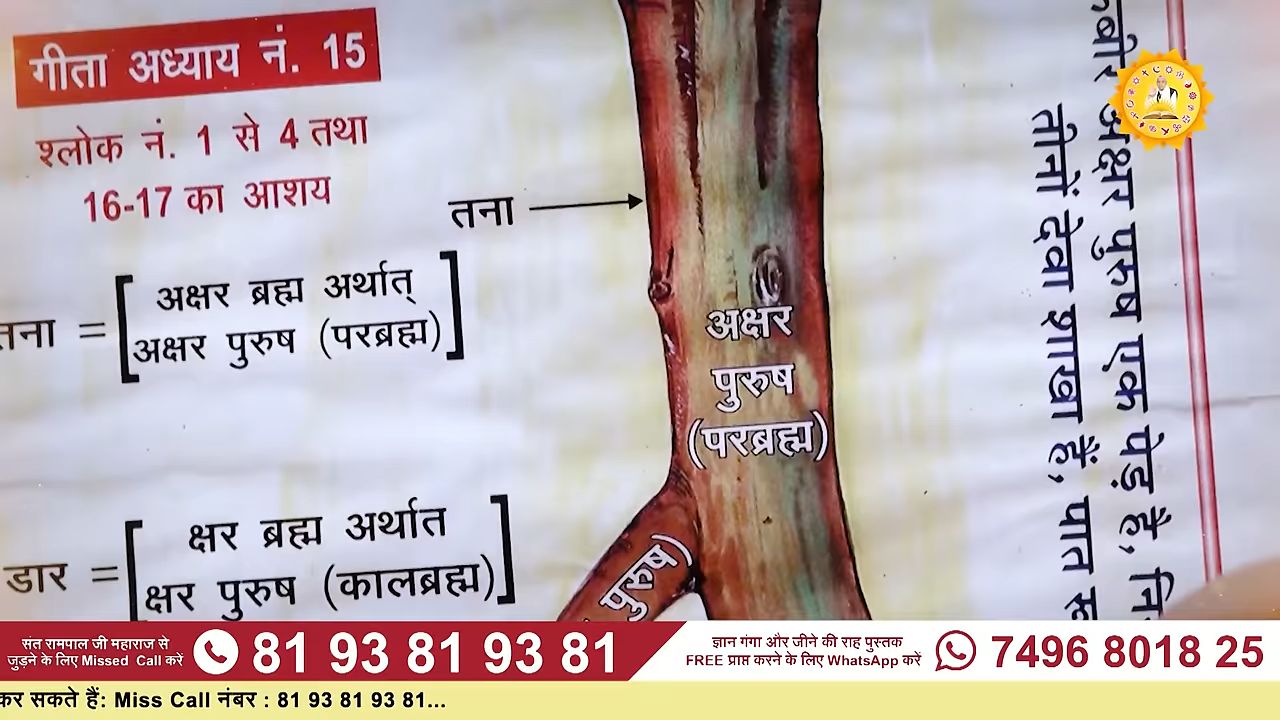 गीता अध्याय नं. 15
श्लोक नं. 1 से 4 तथा
16-17 का आशय
तना
तना = [अक्षर ब्रह्म अर्थात्
अक्षर पुरुष (परब्रह्म)]
अक्षर
पुरुष
(परब्रह्म)
डार = [क्षर ब्रह्म अर्थात
क्षर पुरुष (कालब्रह्म)]
पुरुष)
अक्षर पुरुष एक पेड़ है,
तीनों देवा शाखा हैं, पात
संत रामपाल जी महाराज से
जुड़ने के लिए Missed Call करें
81 93 81 93 81
ज्ञान गंगा और जीने की राह पुस्तक
FREE प्राप्त करने के लिए WhatsApp करें
7496 8018 25
कर सकते हैं: Miss Call नंबर : 81 93 81 93 81...